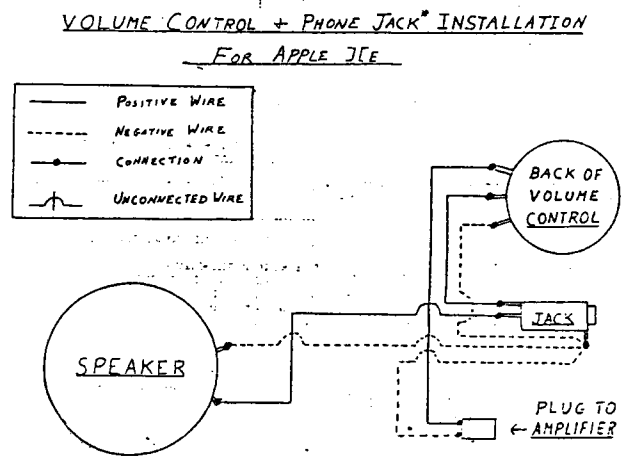 VOLUME CONTROL + PHONE JACK* INSTALLATION
FOR APPLE ][E
POSITIVE WIRE
NEGATIVE WIRE
CONNECTION
UNCONNECTED WIRE
BACK OF
VOLUME
CONTROL
JACK
SPEAKER
PLUG TO
← AMPLIFIER